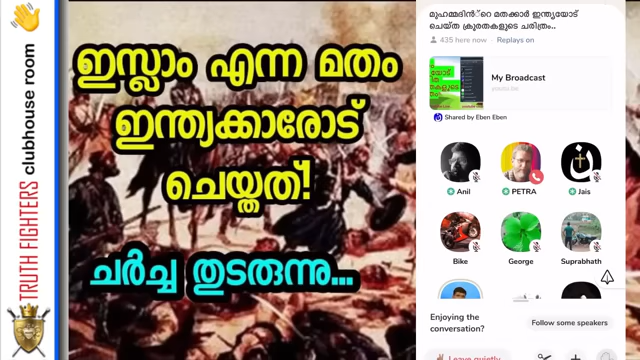 TRUTH FIGHTERS clubhouse room
ഇസ്ലാം എന്ന മതം
ഇന്ത്യക്കാരോട്
ചെയ്തത്!
ചർച്ച തുടരുന്നു...
മുഹമ്മദിൻ്റെ മതക്കാർ ഇന്ത്യയോട്
ചെയ്ത ക്രൂരതകളുടെ ചരിത്രം..
435 here now · Replays on
My Broadcast
youtu.be
Shared by Eben Eben
Anil
PETRA
Jais
Bike
George
Suprabhath
Enjoying the
conversation?
Follow some speakers
Leave quietly